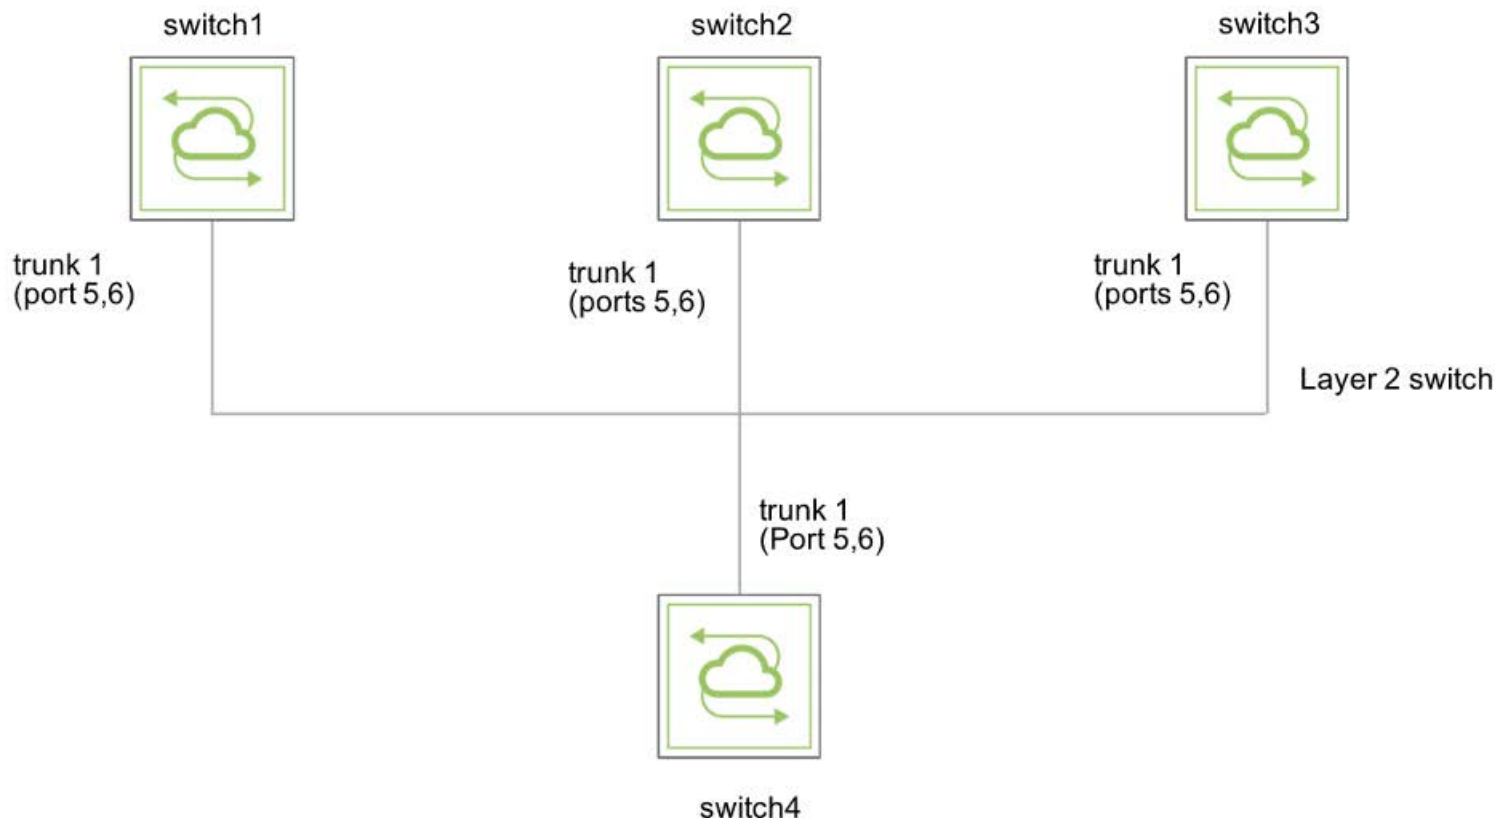 switch1
switch2
switch3
trunk 1
(port 5,6)
trunk 1
(ports 5,6)
trunk 1
(ports 5,6)
Layer 2 switch
trunk 1
(Port 5,6)
switch4